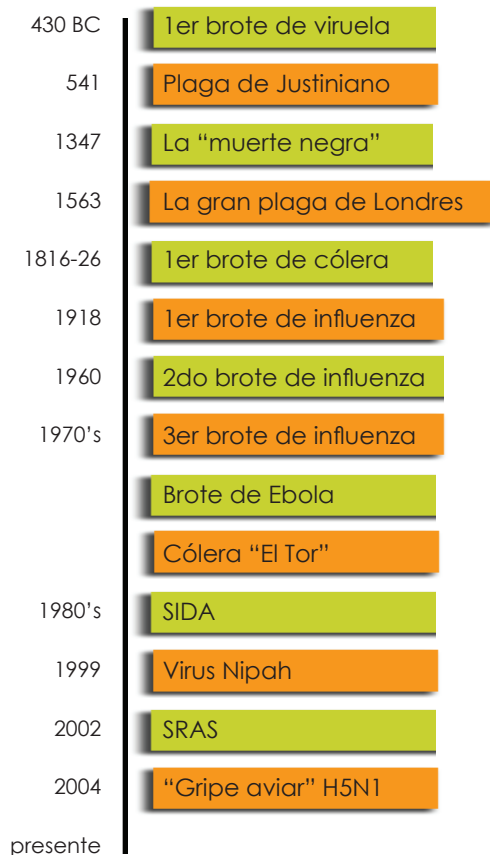 430 BC 1er brote de viruela
541 Plaga de Justiniano
1347 La “muerte negra”
1563 La gran plaga de Londres
1816-26 1er brote de cólera
1918 1er brote de influenza
1960 2do brote de influenza
1970’s 3er brote de influenza
Brote de Ebola
Cólera “El Tor”
1980’s SIDA
1999 Virus Nipah
2002 SRAS
2004 “Gripe aviar” H5N1
presente